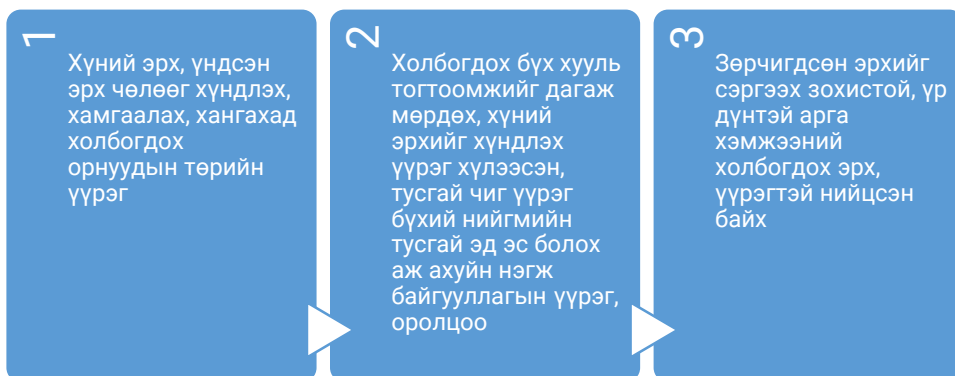 1
Хүний эрх, үндсэн
эрх чөлөөг хүндлэх,
хамгаалах, хангахад
холбогдох
орнуудын төрийн
үүрэг
2
Холбогдох бүх хууль
тогтоомжийг дагаж
мөрдөх, хүний
эрхийг хүндлэх
үүрэг хүлээсэн,
тусгай чиг үүрэг
бүхий нийгмийн
тусгай эд эс болох
аж ахуйн нэгж
байгууллагын үүрэг,
оролцоо
3
Зөрчигдсөн эрхийг
сэргээх зохистой, үр
дүнтэй арга
хэмжээний
холбогдох эрх,
үүрэгтэй нийцсэн
байх